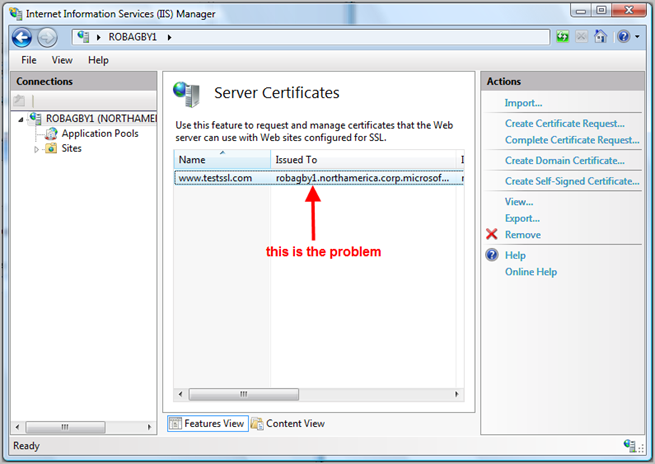 Internet Information Services (IIS) Manager
ROBAGBY1
File View Help
Connections
ROBAGBY1 (NORTHAMEI
Application Pools
Sites
Server Certificates
Use this feature to request and manage certificates that the Web
server can use with Web sites configured for SSL.
Name Issued To I
www.testssl.com robagby1.northamerica.corp.microsof... r
this is the problem
Features View Content View
Actions
Import...
Create Certificate Request...
Complete Certificate Request...
Create Domain Certificate...
Create Self-Signed Certificate...
View...
Export...
Remove
Help
Online Help
Ready